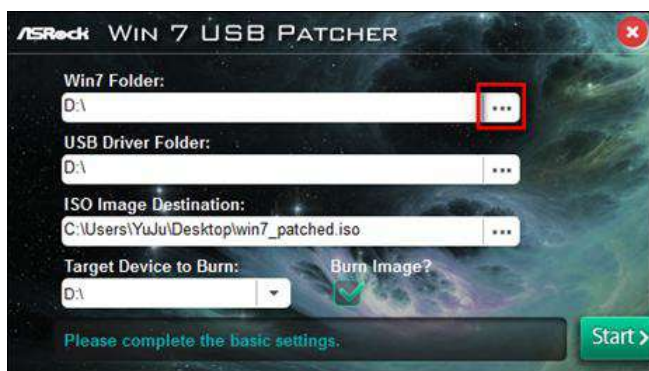 ASRock WIN 7 USB PATCHER
Win7 Folder:
D:\
...
USB Driver Folder:
D:\
...
ISO Image Destination:
C:\Users\YuJu\Desktop\win7_patched.iso
...
Target Device to Burn: Burn Image?
D:\
Please complete the basic settings.
Start >